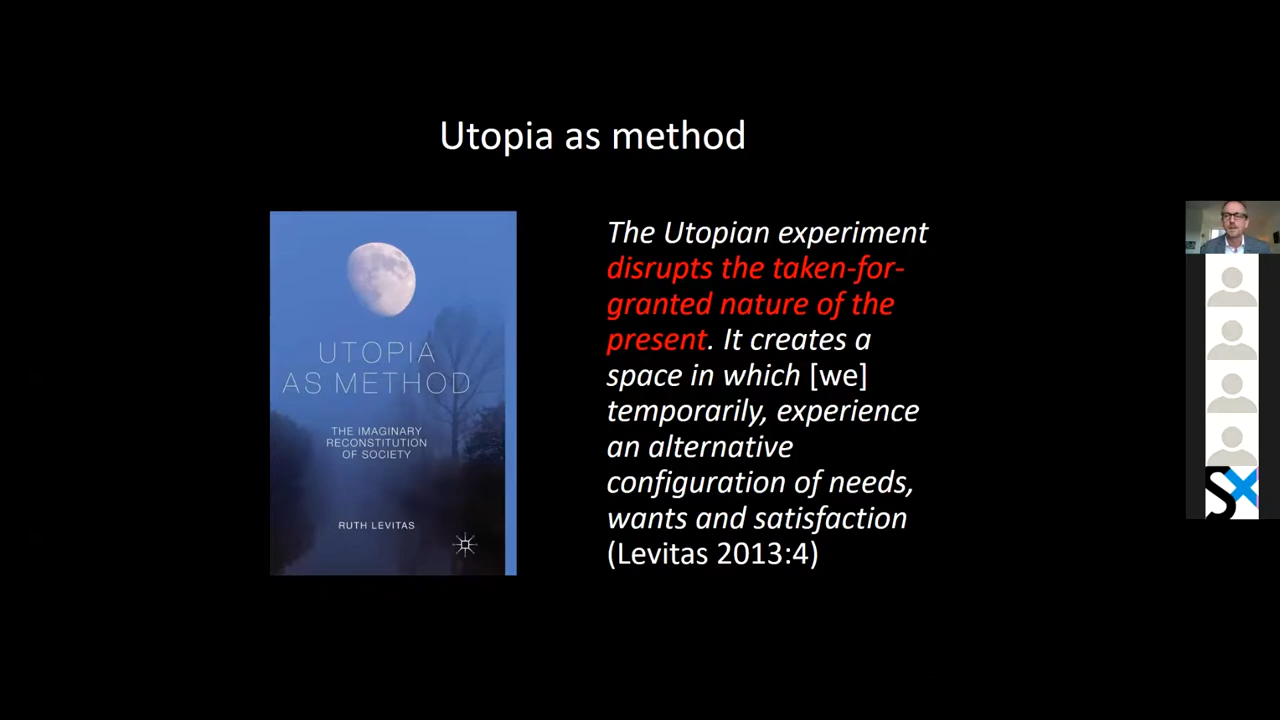 Utopia as method
UTOPIA
AS METHOD
THE IMAGINARY
RECONSTITUTION
OF SOCIETY
RUTH LEVITAS
The Utopian experiment
disrupts the taken-for-
granted nature of the
present. It creates a
space in which [we]
temporarily, experience
an alternative
configuration of needs,
wants and satisfaction
(Levitas 2013:4)
SX